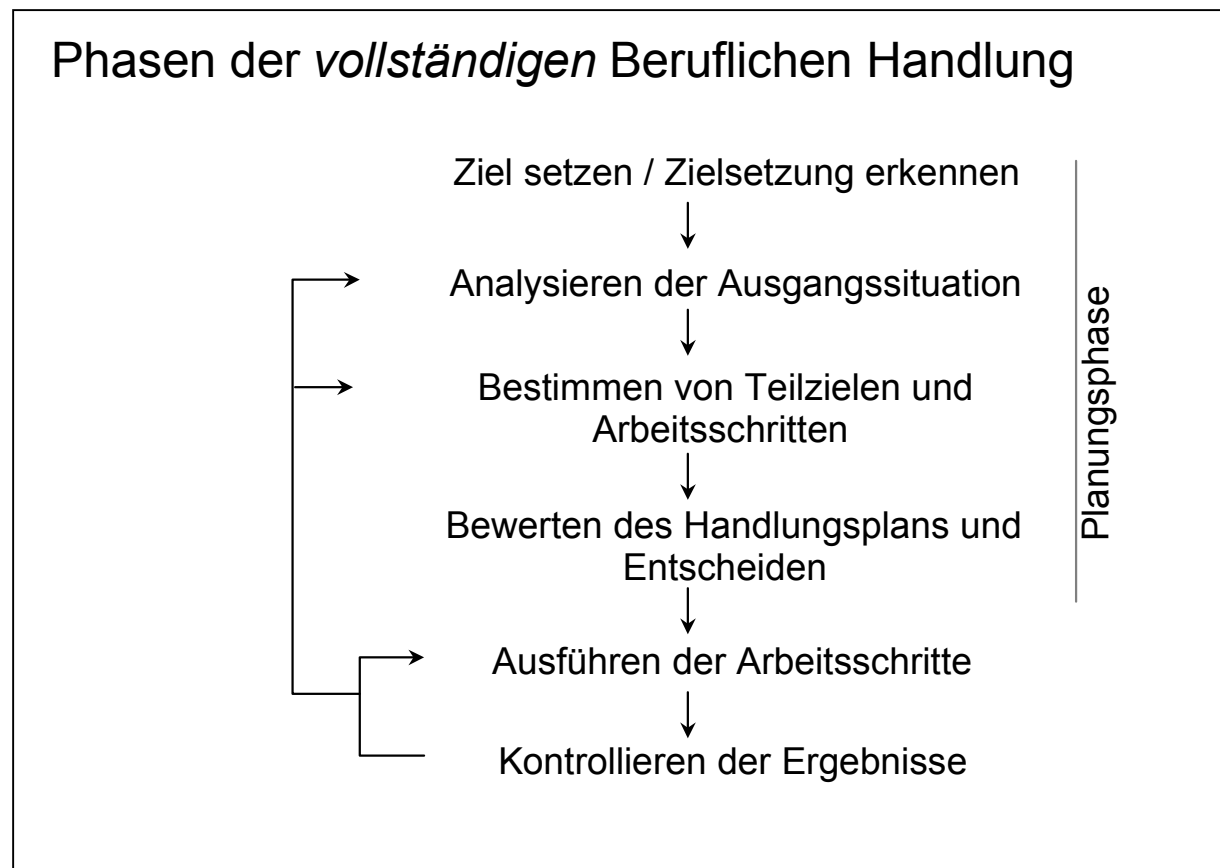 Phasen der vollständigen Beruflichen Handlung
Ziel setzen / Zielsetzung erkennen
Analysieren der Ausgangssituation
Bestimmen von Teilzielen und
Arbeitsschritten
Bewerten des Handlungsplans und
Entscheiden
Ausführen der Arbeitsschritte
Kontrollieren der Ergebnisse
Planungsphase